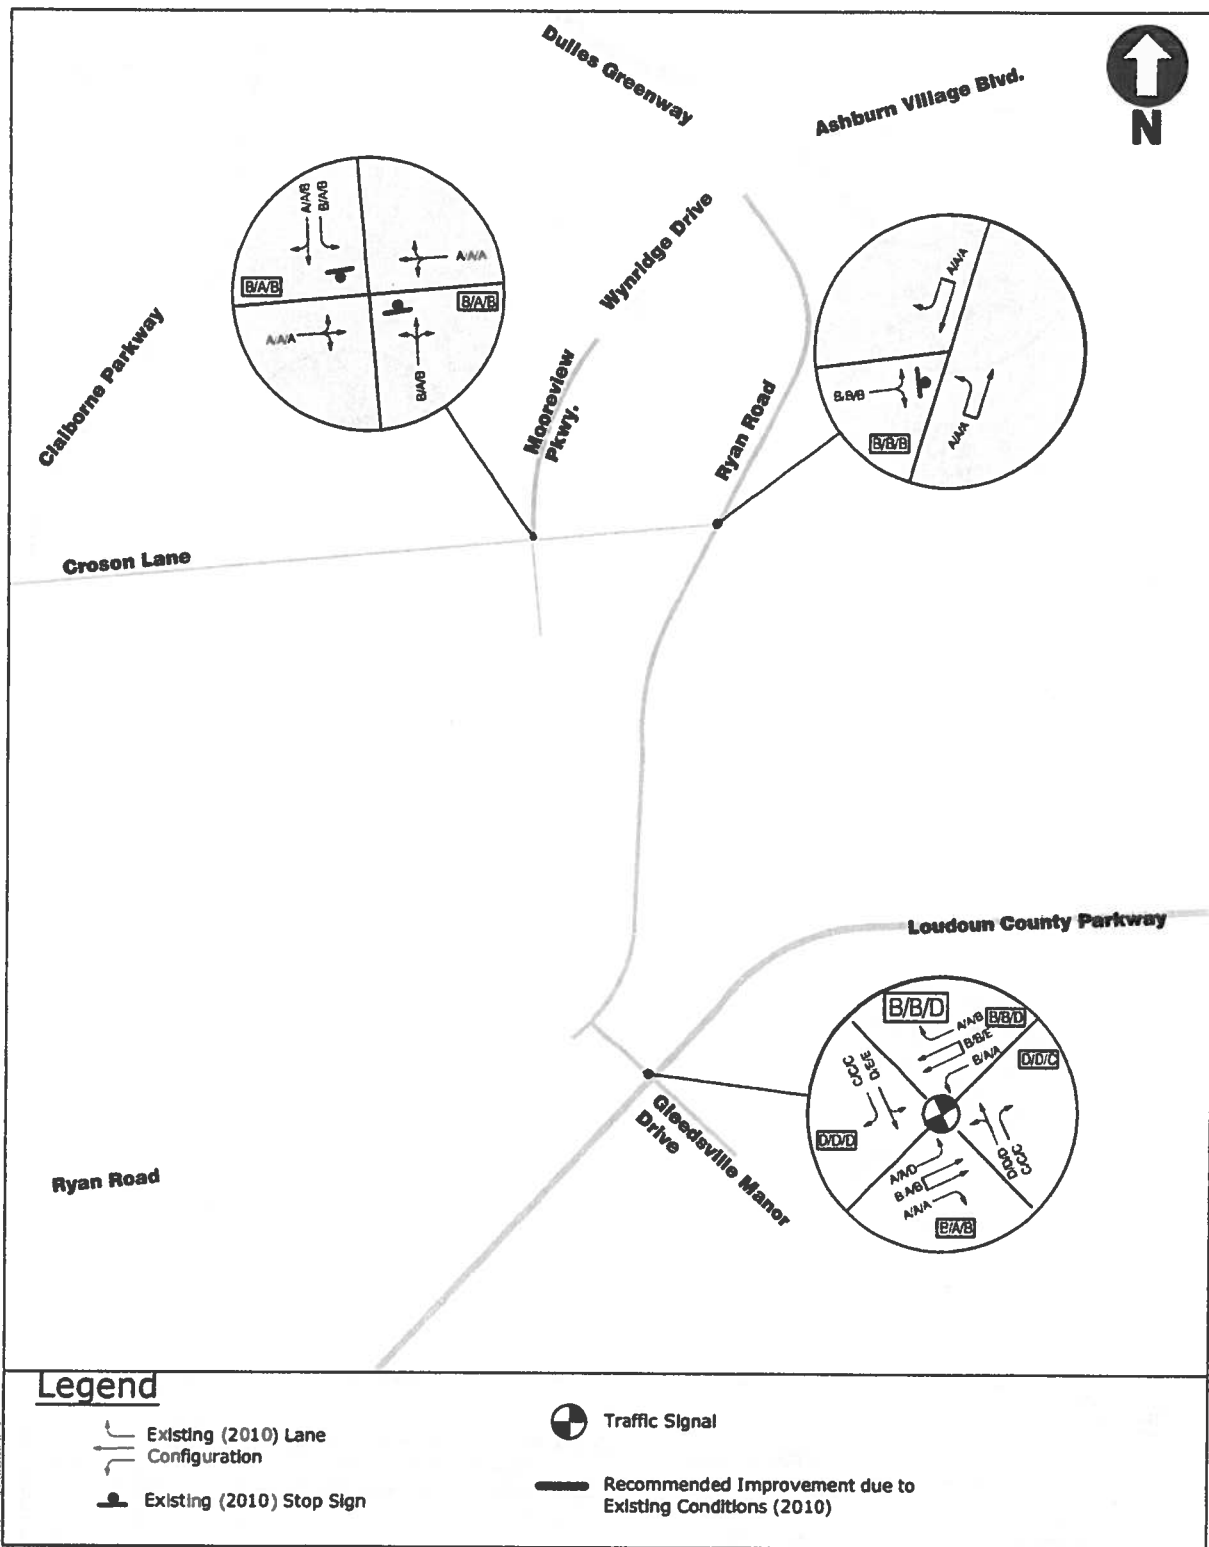 Dulles Greenway
Ashburn Village Blvd.
N
Wynridge Drive
Claiborne Parkway
A/A/B
B/A/B
A/A/A
B/A/B
B/A/B
A/A/A
B/A/B
A/A/A
B/B/B
A/A/A
B/B/B
Mooreview
Pkwy.
Ryan Road
Croson Lane
Loudoun County Parkway
B/B/D
A/A/B
B/B/D
B/B/E
B/A/A
D/D/C
C/C/C
D/E/E
D/D/D
D/D/D
C/C/C
A/A/D
B/A/B
A/A/A
B/A/B
Gleedsville Manor
Drive
Ryan Road
Legend
Existing (2010) Lane
Configuration
Existing (2010) Stop Sign
Traffic Signal
Recommended Improvement due to
Existing Conditions (2010)